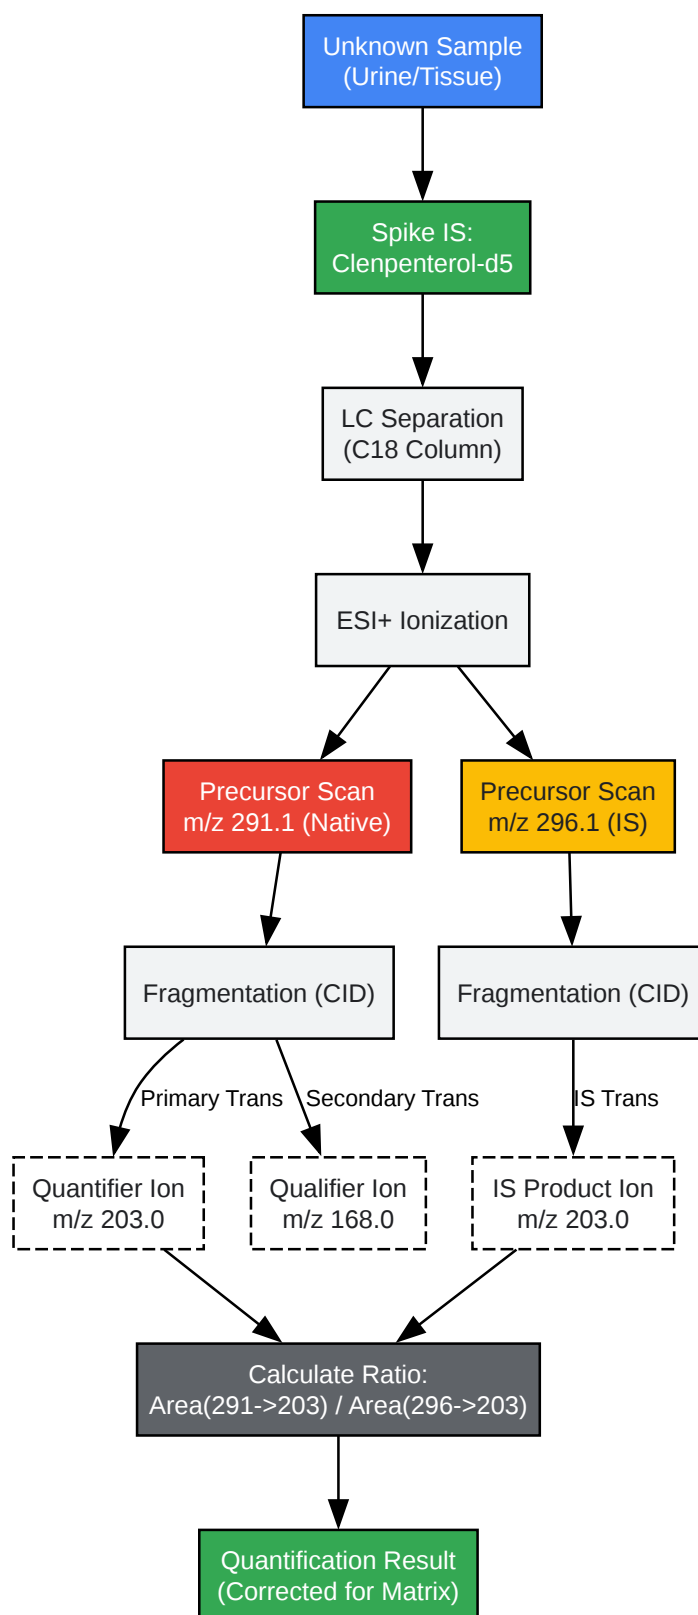 Unknown Sample
(Urine/Tissue)
Spike IS:
Clenpenterol-d5
LC Separation
(C18 Column)
ESI+ Ionization
Precursor Scan
m/z 291.1 (Native)
Precursor Scan
m/z 296.1 (IS)
Fragmentation (CID)
Fragmentation (CID)
Primary Trans
Secondary Trans
IS Trans
Quantifier Ion
m/z 203.0
Qualifier Ion
m/z 168.0
IS Product Ion
m/z 203.0
Calculate Ratio:
Area(291->203) / Area(296->203)
Quantification Result
(Corrected for Matrix)